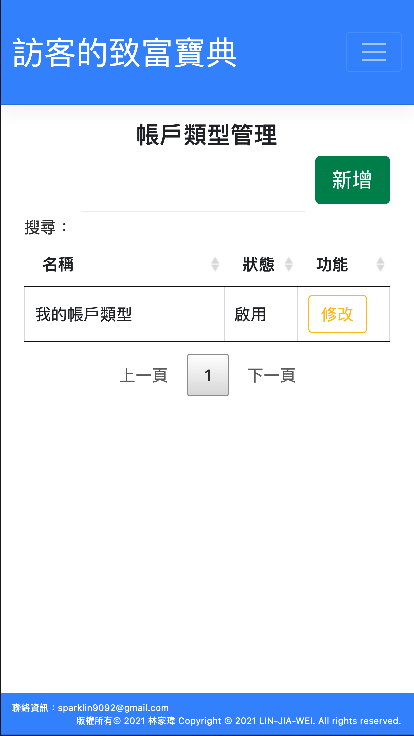 訪客的致富寶典
帳戶類型管理
新增
搜尋：
名稱 狀態 功能
我的帳戶類型 啟用 修改
上一頁 1 下一頁
聯絡資訊：sparklin9092@gmail.com
版權所有© 2021 林家瑋 Copyright © 2021 LIN-JIA-WEI. All rights reserved.